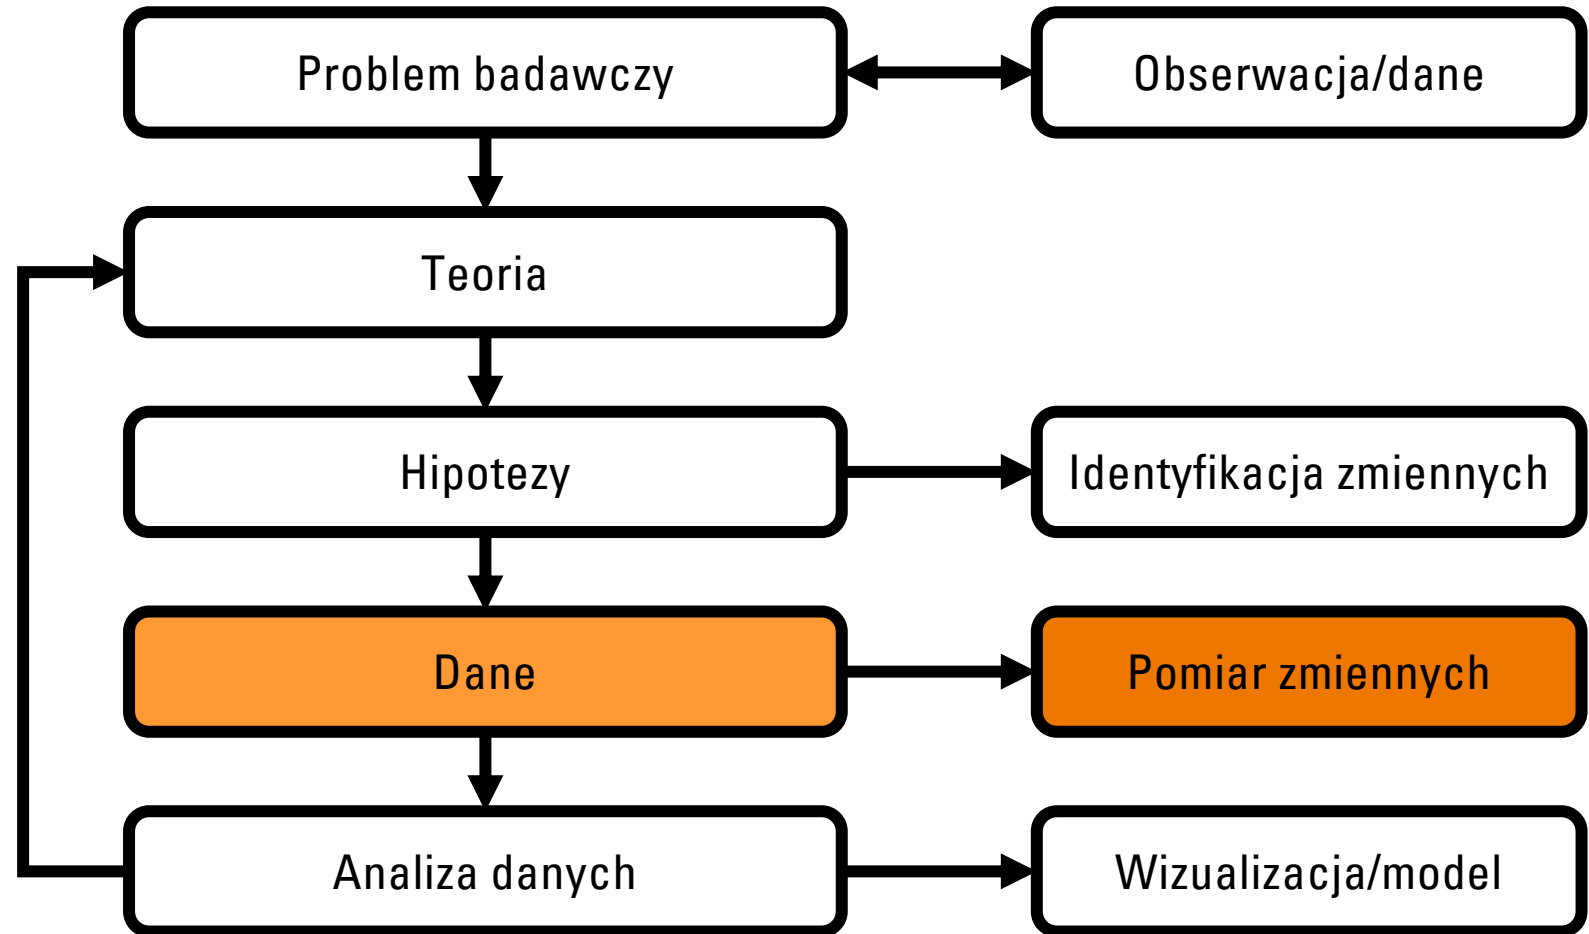 Problem badawczy
Obserwacja/dane
Teoria
Hipotezy
Identyfikacja zmiennych
Dane
Pomiar zmiennych
Analiza danych
Wizualizacja/model